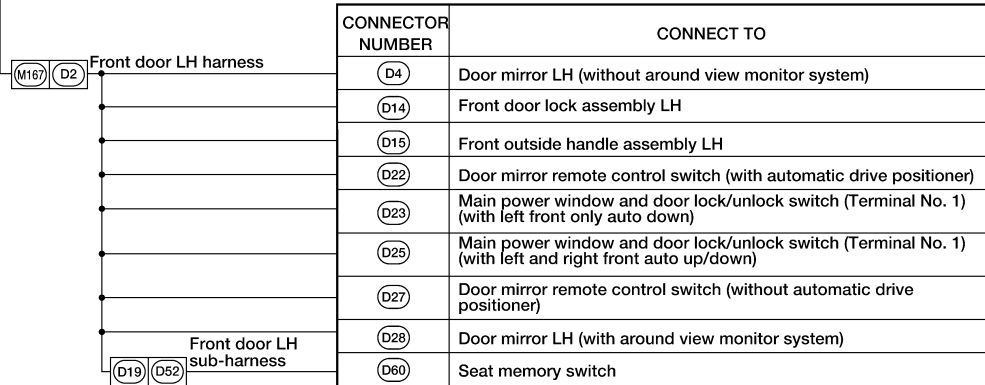 CONNECTOR NUMBER
CONNECT TO
M167 D2 Front door LH harness
D4 Door mirror LH (without around view monitor system)
D14 Front door lock assembly LH
D15 Front outside handle assembly LH
D22 Door mirror remote control switch (with automatic drive positioner)
D23 Main power window and door lock/unlock switch (Terminal No. 1)
(with left front only auto down)
D25 Main power window and door lock/unlock switch (Terminal No. 1)
(with left and right front auto up/down)
D27 Door mirror remote control switch (without automatic drive
positioner)
D28 Door mirror LH (with around view monitor system)
Front door LH
sub-harness
D19 D52
D60 Seat memory switch